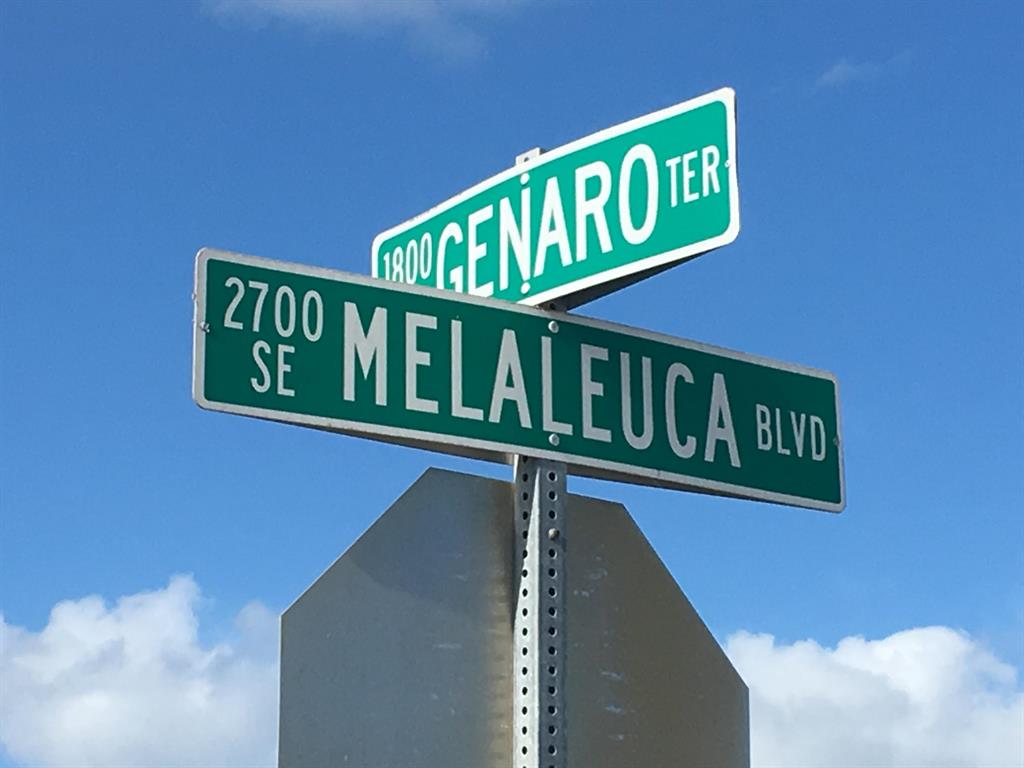 1800 GENARO TER
2700 SE MELALEUCA BLVD